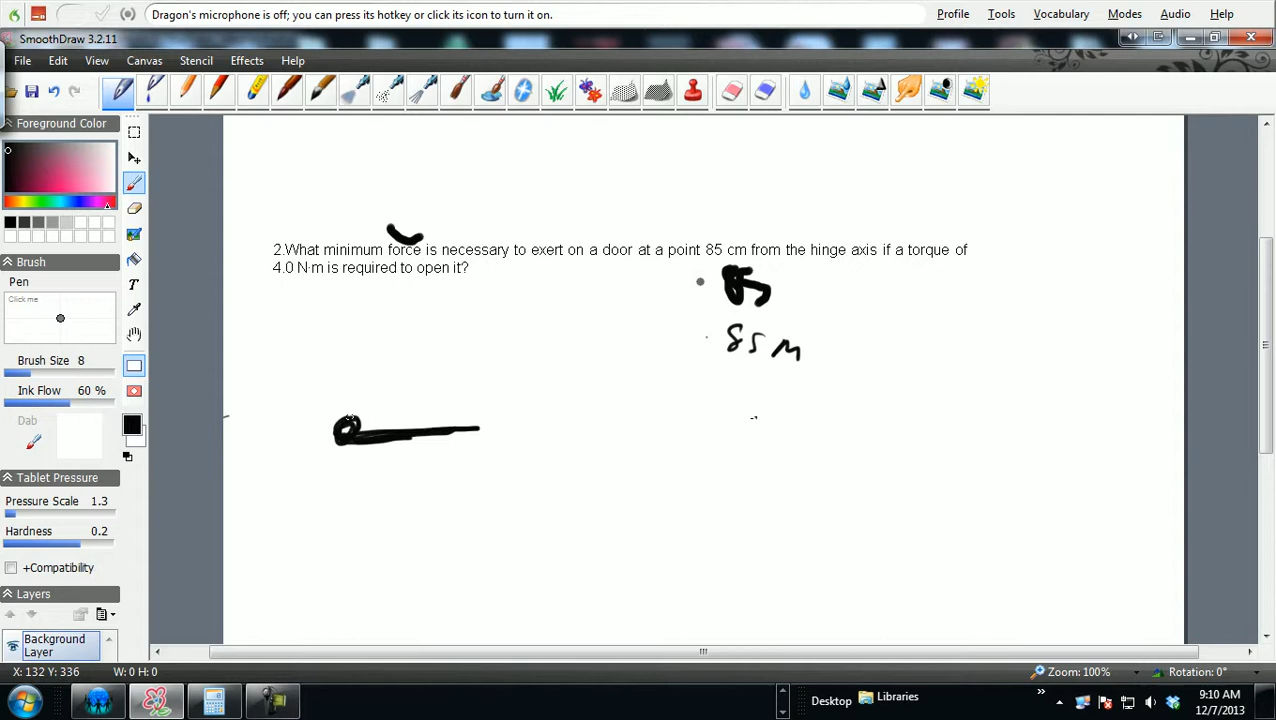 Dragon's microphone is off; you can press its hotkey or click its icon to turn it on.
Profile Tools Vocabulary Modes Audio Help
SmoothDraw 3.2.11
File Edit View Canvas Stencil Effects Help
Foreground Color
2.What minimum force is necessary to exert on a door at a point 85 cm from the hinge axis if a torque of
4.0 N·m is required to open it?
85
.85 m
Brush
Pen
Click me
Brush Size 8
Ink Flow 60 %
Dab
Tablet Pressure
Pressure Scale 1.3
Hardness 0.2
+Compatibility
Layers
Background
Layer
X: 132 Y: 336 W: 0 H: 0
Zoom: 100%
Rotation: 0°
Desktop
Libraries
9:10 AM
12/7/2013